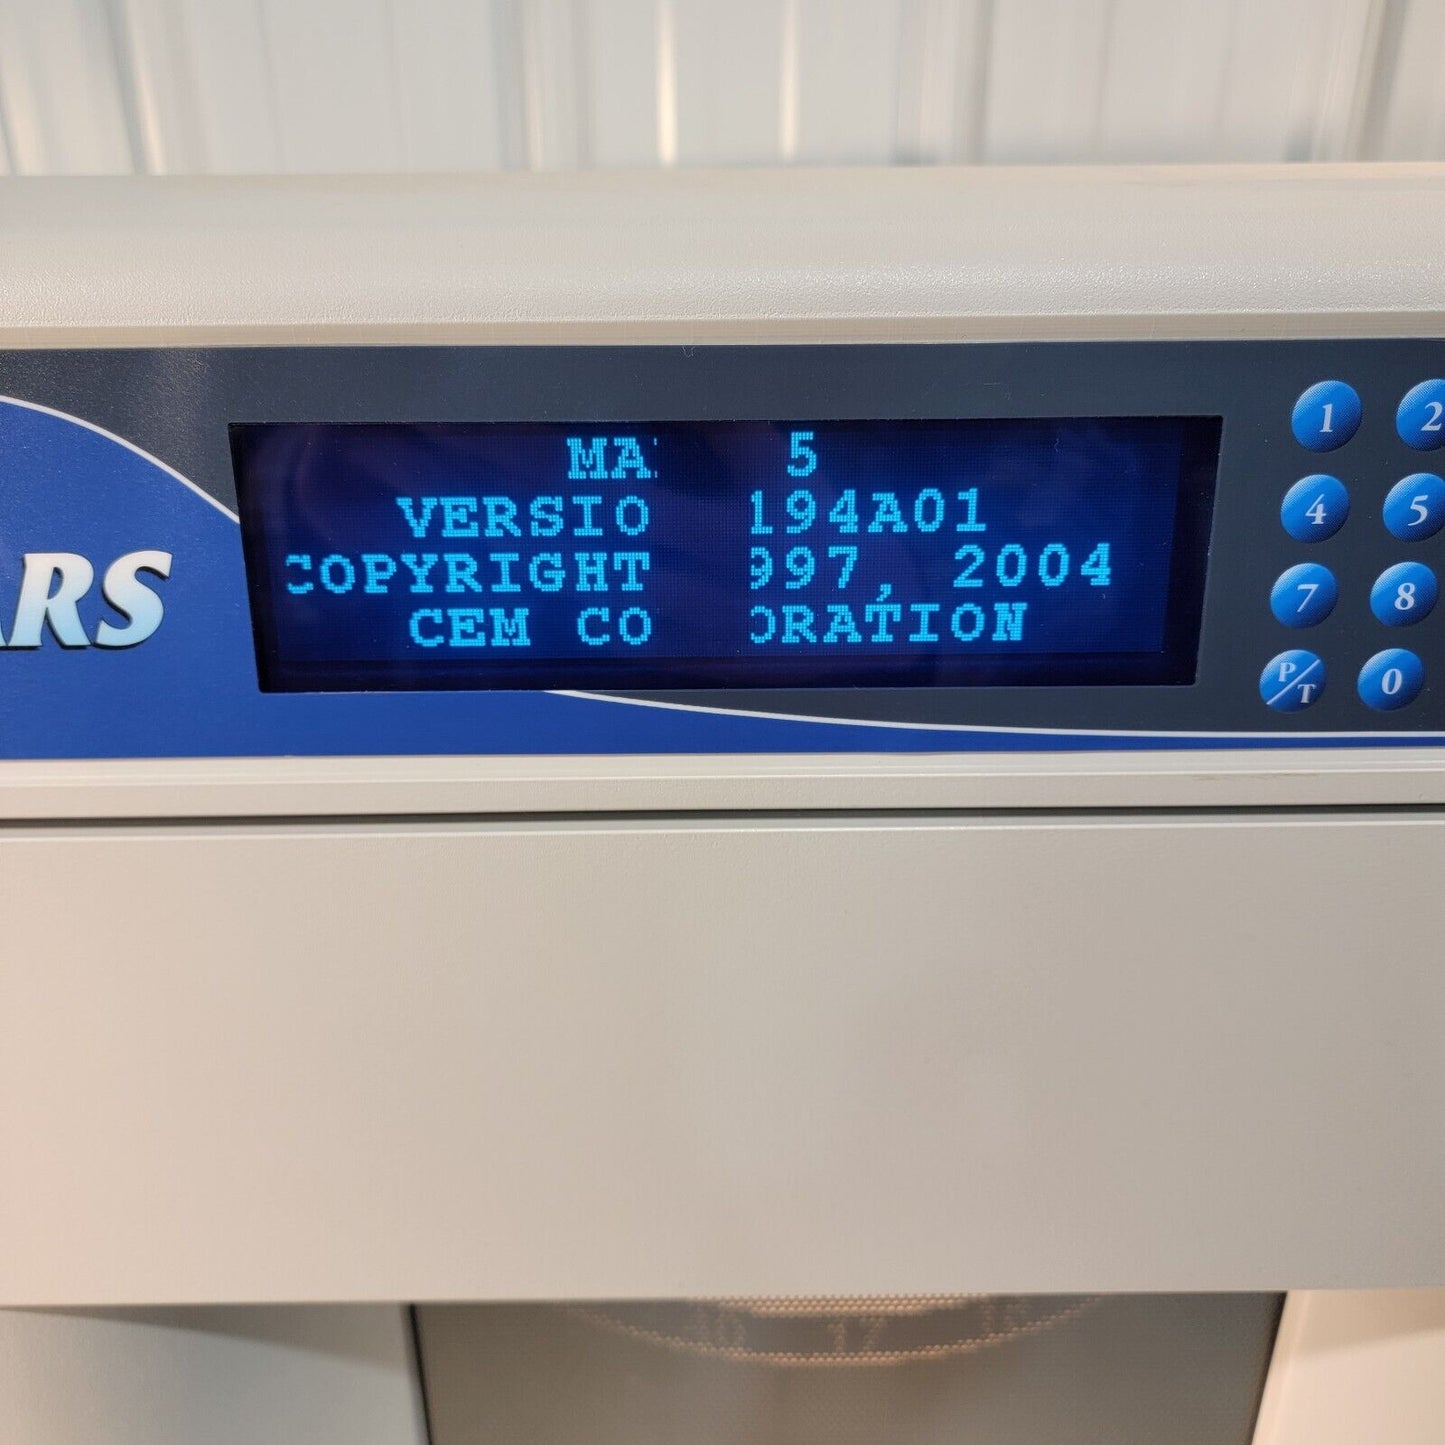 MA 5
VERSIO 194A01
COPYRIGHT 997, 2004
CEM CO ORATION
ARS
1 2
4 5
7 8
P/T 0